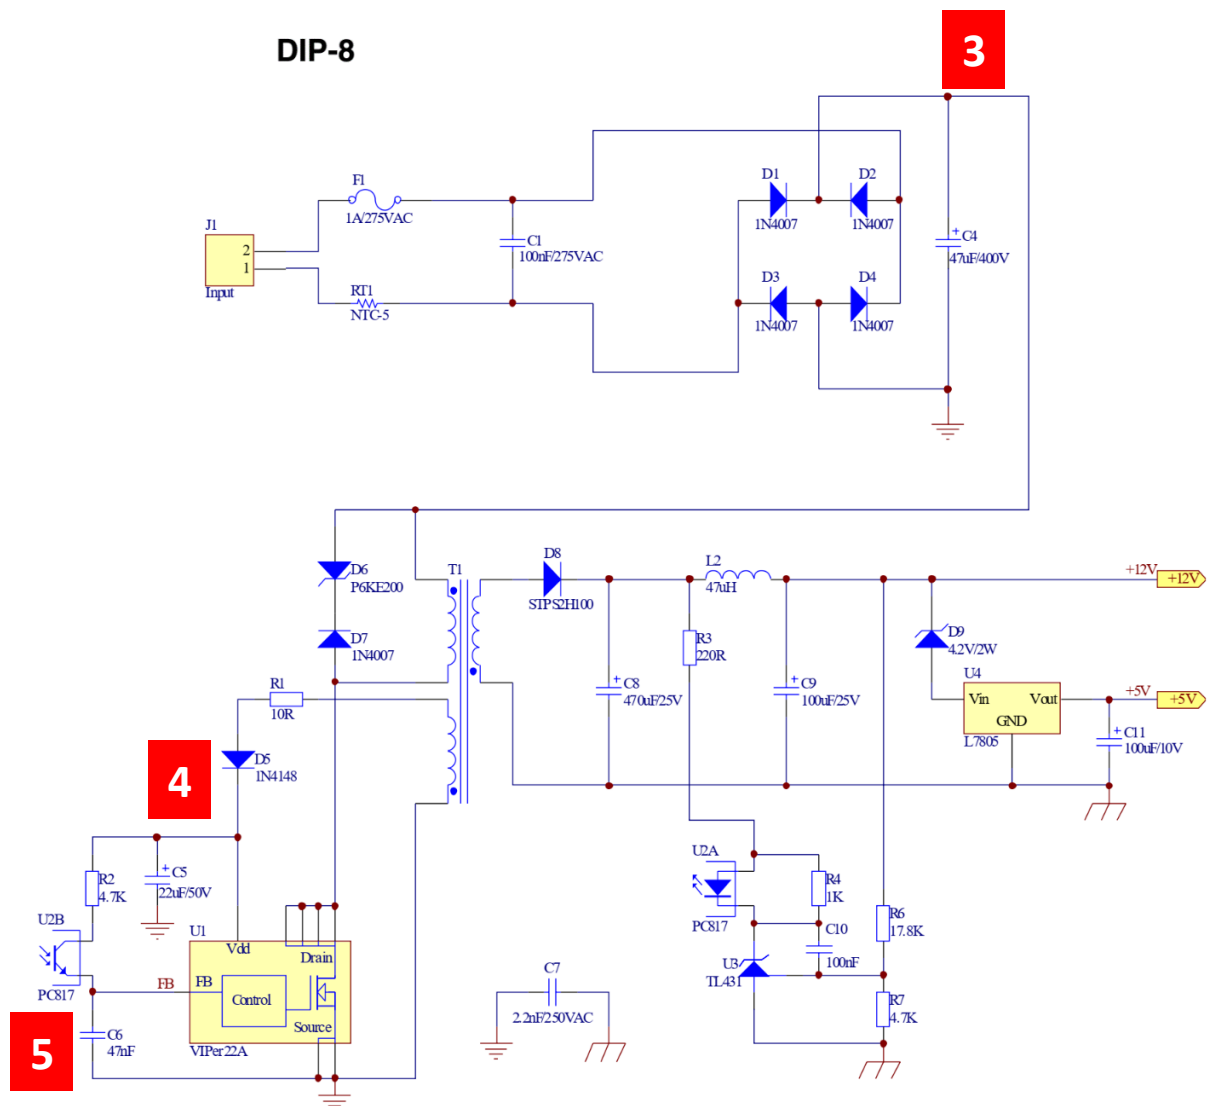 DIP-8
3
F1
1A/275VAC
J1
2
1
Input
C1
100nF/275VAC
RT1
NTC-5
D1
1N4007
D2
1N4007
D3
1N4007
D4
1N4007
+
C4
47uF/400V
D6
P6KE200
D7
1N4007
T1
D8
STPS2H100
L2
47uH
+12V
+12V
R3
220R
D9
4.2V/2W
R1
10R
+
C8
470uF/25V
+
C9
100uF/25V
U4
Vin
Vout
GND
L7805
+5V
+5V
+
C11
100uF/10V
D5
1N4148
4
R2
4.7K
+
C5
22uF/50V
U2B
PC817
U1
Vdd
Drain
FB
FB
Control
Source
VIPer22A
5
C6
47nF
C7
2.2nF/250VAC
U2A
PC817
R4
1K
C10
100nF
U3
TL431
R6
17.8K
R7
4.7K